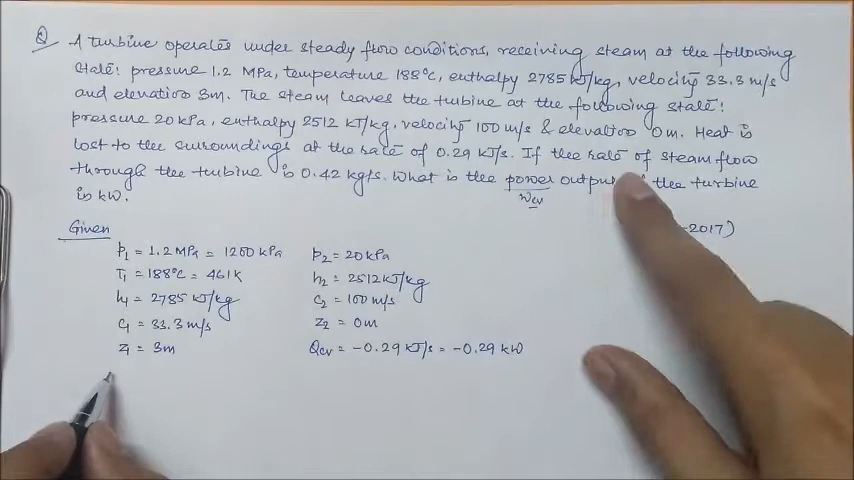 Q A turbine operates under steady flow conditions, receiving steam at the following
state: pressure 1.2 MPa, temperature 188°C, enthalpy 2785 kJ/kg, velocity 33.3 m/s
and elevation 3m. The steam leaves the turbine at the following state:
pressure 20 kPa, enthalpy 2512 kJ/kg, velocity 100 m/s & elevation 0m. Heat is
lost to the surroundings at the rate of 0.29 kJ/s. If the rate of steam flow
through the turbine is 0.42 kg/s. What is the power output the turbine
in kW.
Wcv
-2017)
Given
p1 = 1.2 MPa = 1200 kPa p2 = 20 kPa
T1 = 188°C = 461K h2 = 2512 kJ/kg
h1 = 2785 kJ/kg c2 = 100 m/s
c1 = 33.3 m/s z2 = 0m
z1 = 3m Qcv = -0.29 kJ/s = -0.29 kW